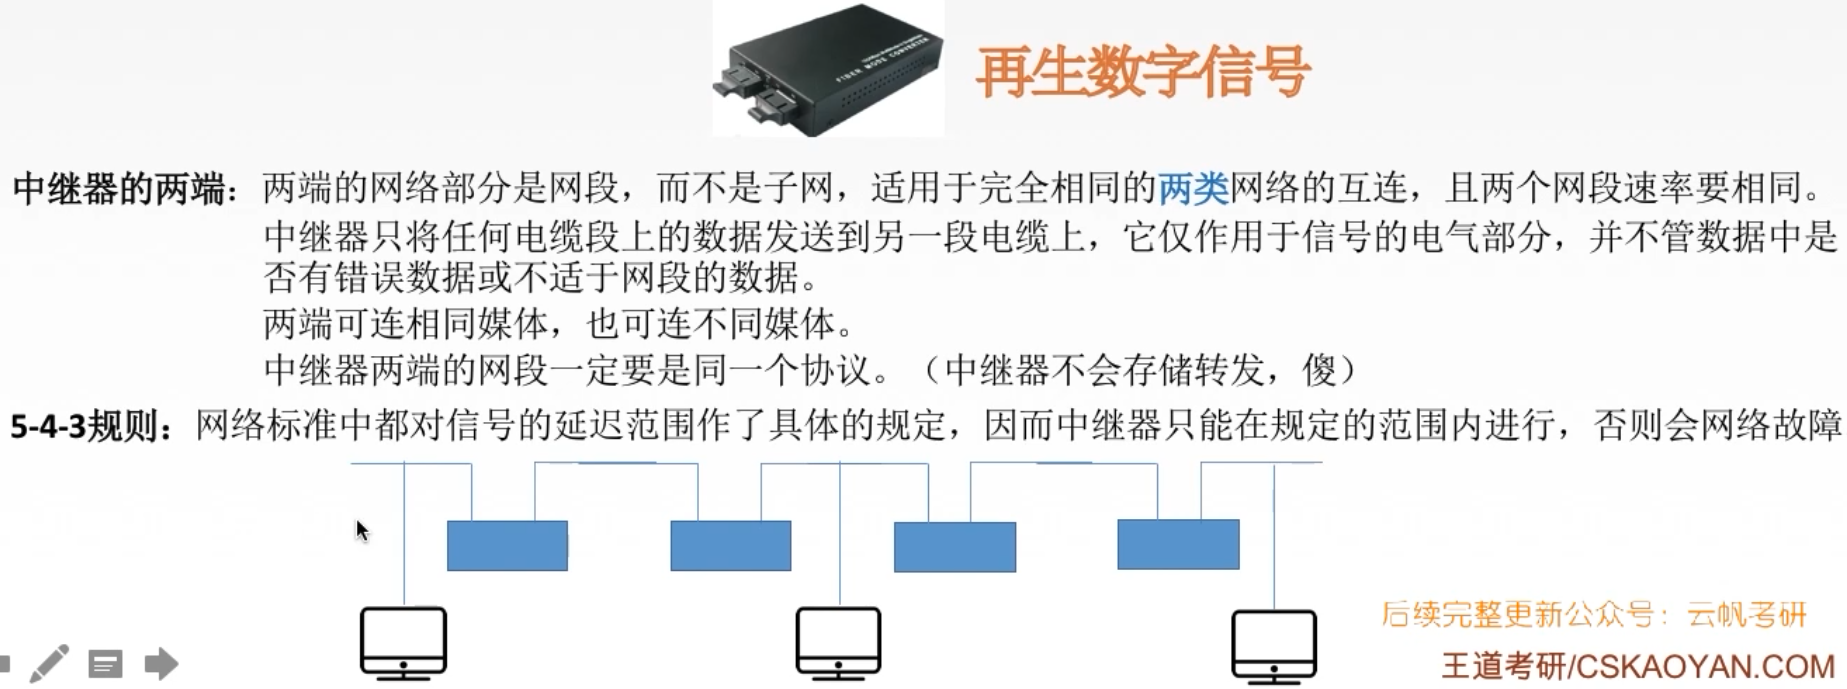 再生数字信号
FIBER MODE CONVERTER
中继器的两端：两端的网络部分是网段，而不是子网，适用于完全相同的两类网络的互连，且两个网段速率要相同。
中继器只将任何电缆段上的数据发送到另一段电缆上，它仅作用于信号的电气部分，并不管数据中是
否有错误数据或不适于网段的数据。
两端可连相同媒体，也可连不同媒体。
中继器两端的网段一定要是同一个协议。（中继器不会存储转发，傻）
5-4-3规则：网络标准中都对信号的延迟范围作了具体的规定，因而中继器只能在规定的范围内进行，否则会网络故障
后续完整更新公众号：云帆考研
王道考研/CSKAOYAN.COM